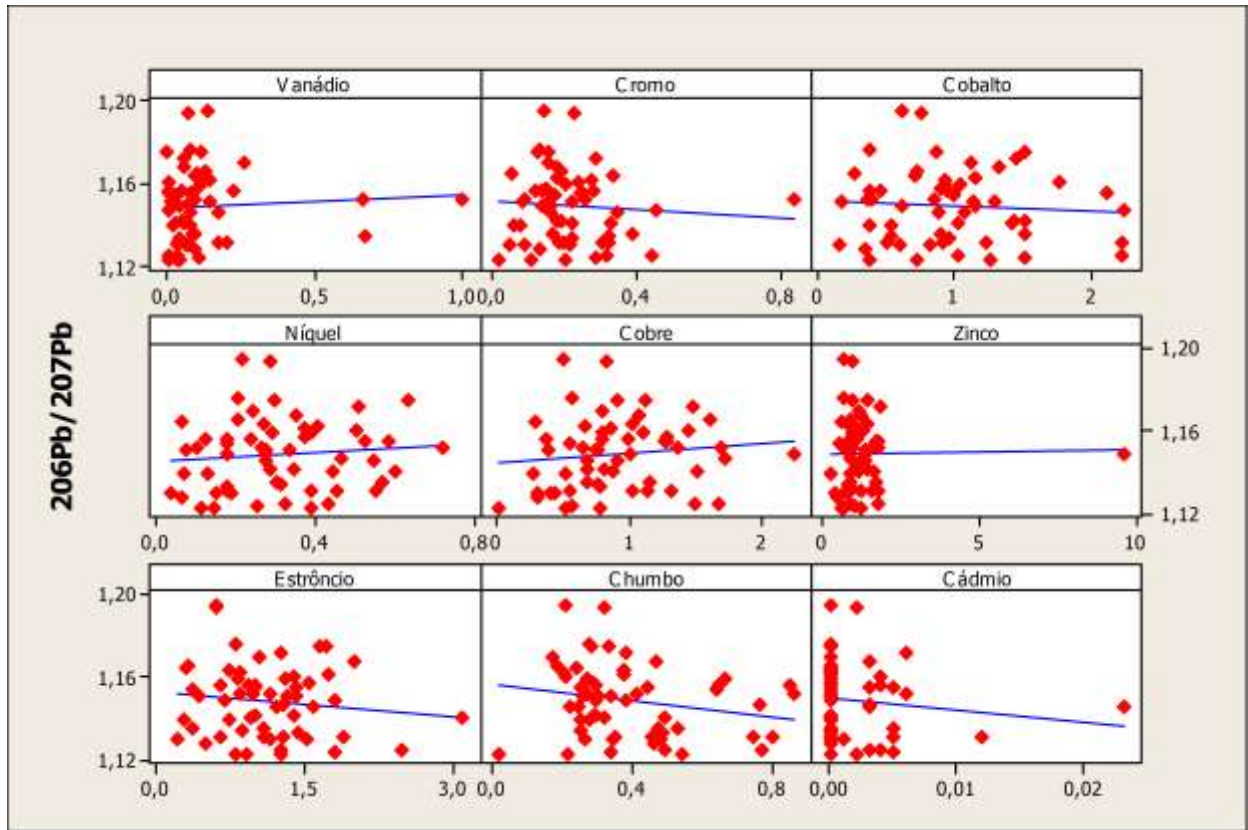 Vanádio Cromo Cobalto
1,20
1,16
1,12
0,0 0,5 1,0 0,0 0,4 0,8 0 1 2
Níquel Cobre Zinco
1,20
1,16
1,12
0,0 0,4 0,8 0 1 2 0 5 10
Estrôncio Chumbo Cádmio
1,20
1,16
1,12
0,0 1,5 3,0 0,0 0,4 0,8 0,00 0,01 0,02
206Pb/207Pb